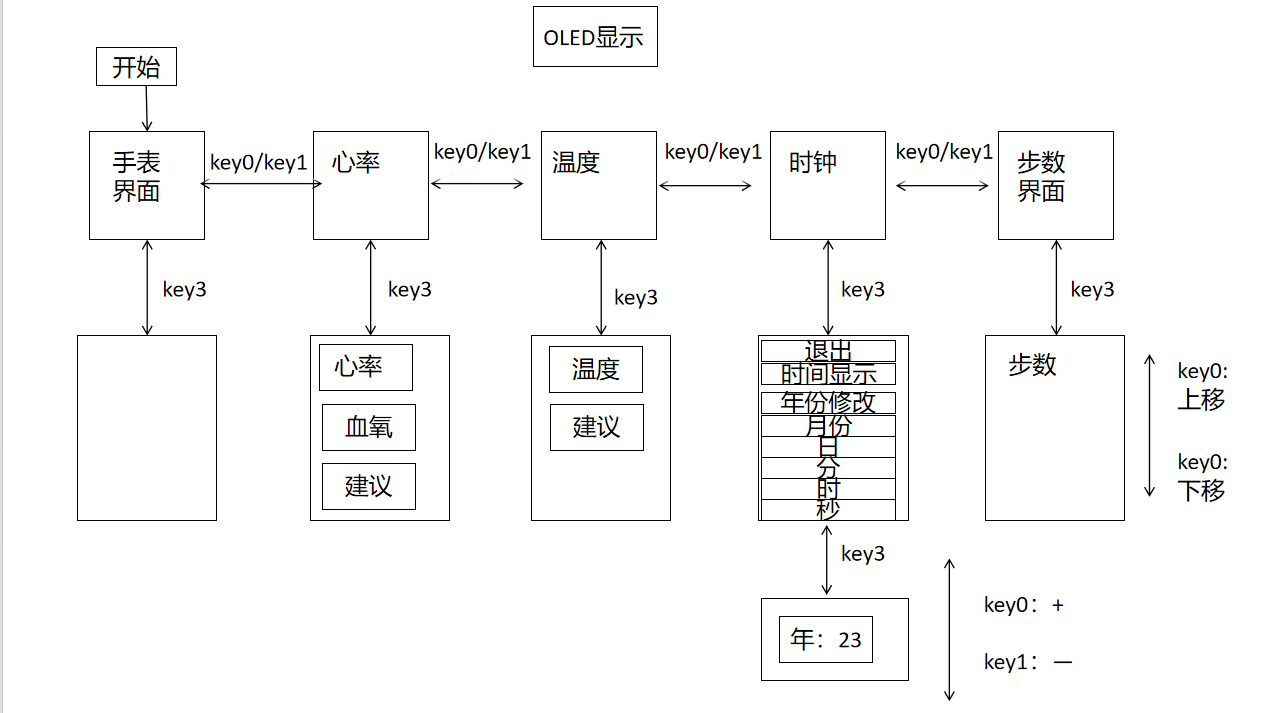 OLED显示
开始
手表
界面
key0/key1
心率
key0/key1
温度
key0/key1
时钟
key0/key1
步数
界面
key3
key3
key3
key3
key3
心率
血氧
建议
温度
建议
退出
时间显示
年份修改
月份
日
分
时
秒
步数
key0:
上移
key0:
下移
key3
年：23
key0：+
key1：—